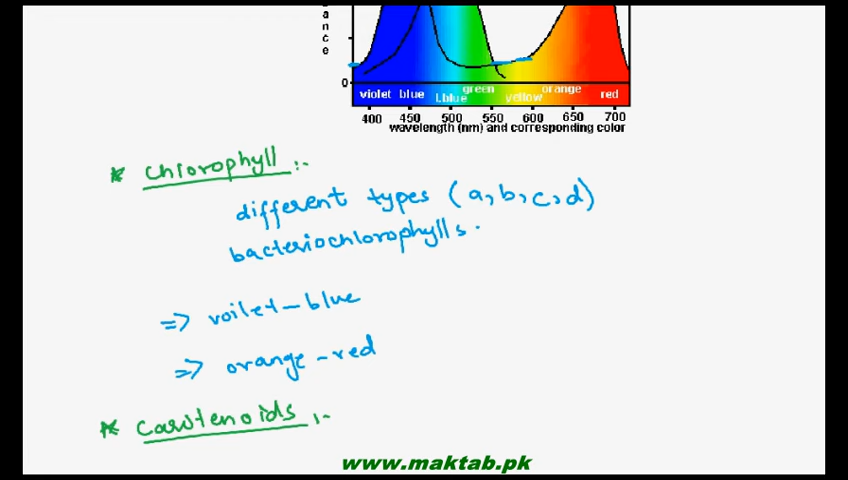 a
n
c
e
0
violet blue L.blue green yellow orange red
400 450 500 550 600 650 700
wavelength (nm) and corresponding color
* chlorophyll :-
different types (a, b, c, d)
bacteriochlorophylls.
=> voilet-blue
=> orange-red
* carotenoids :-
www.maktab.pk